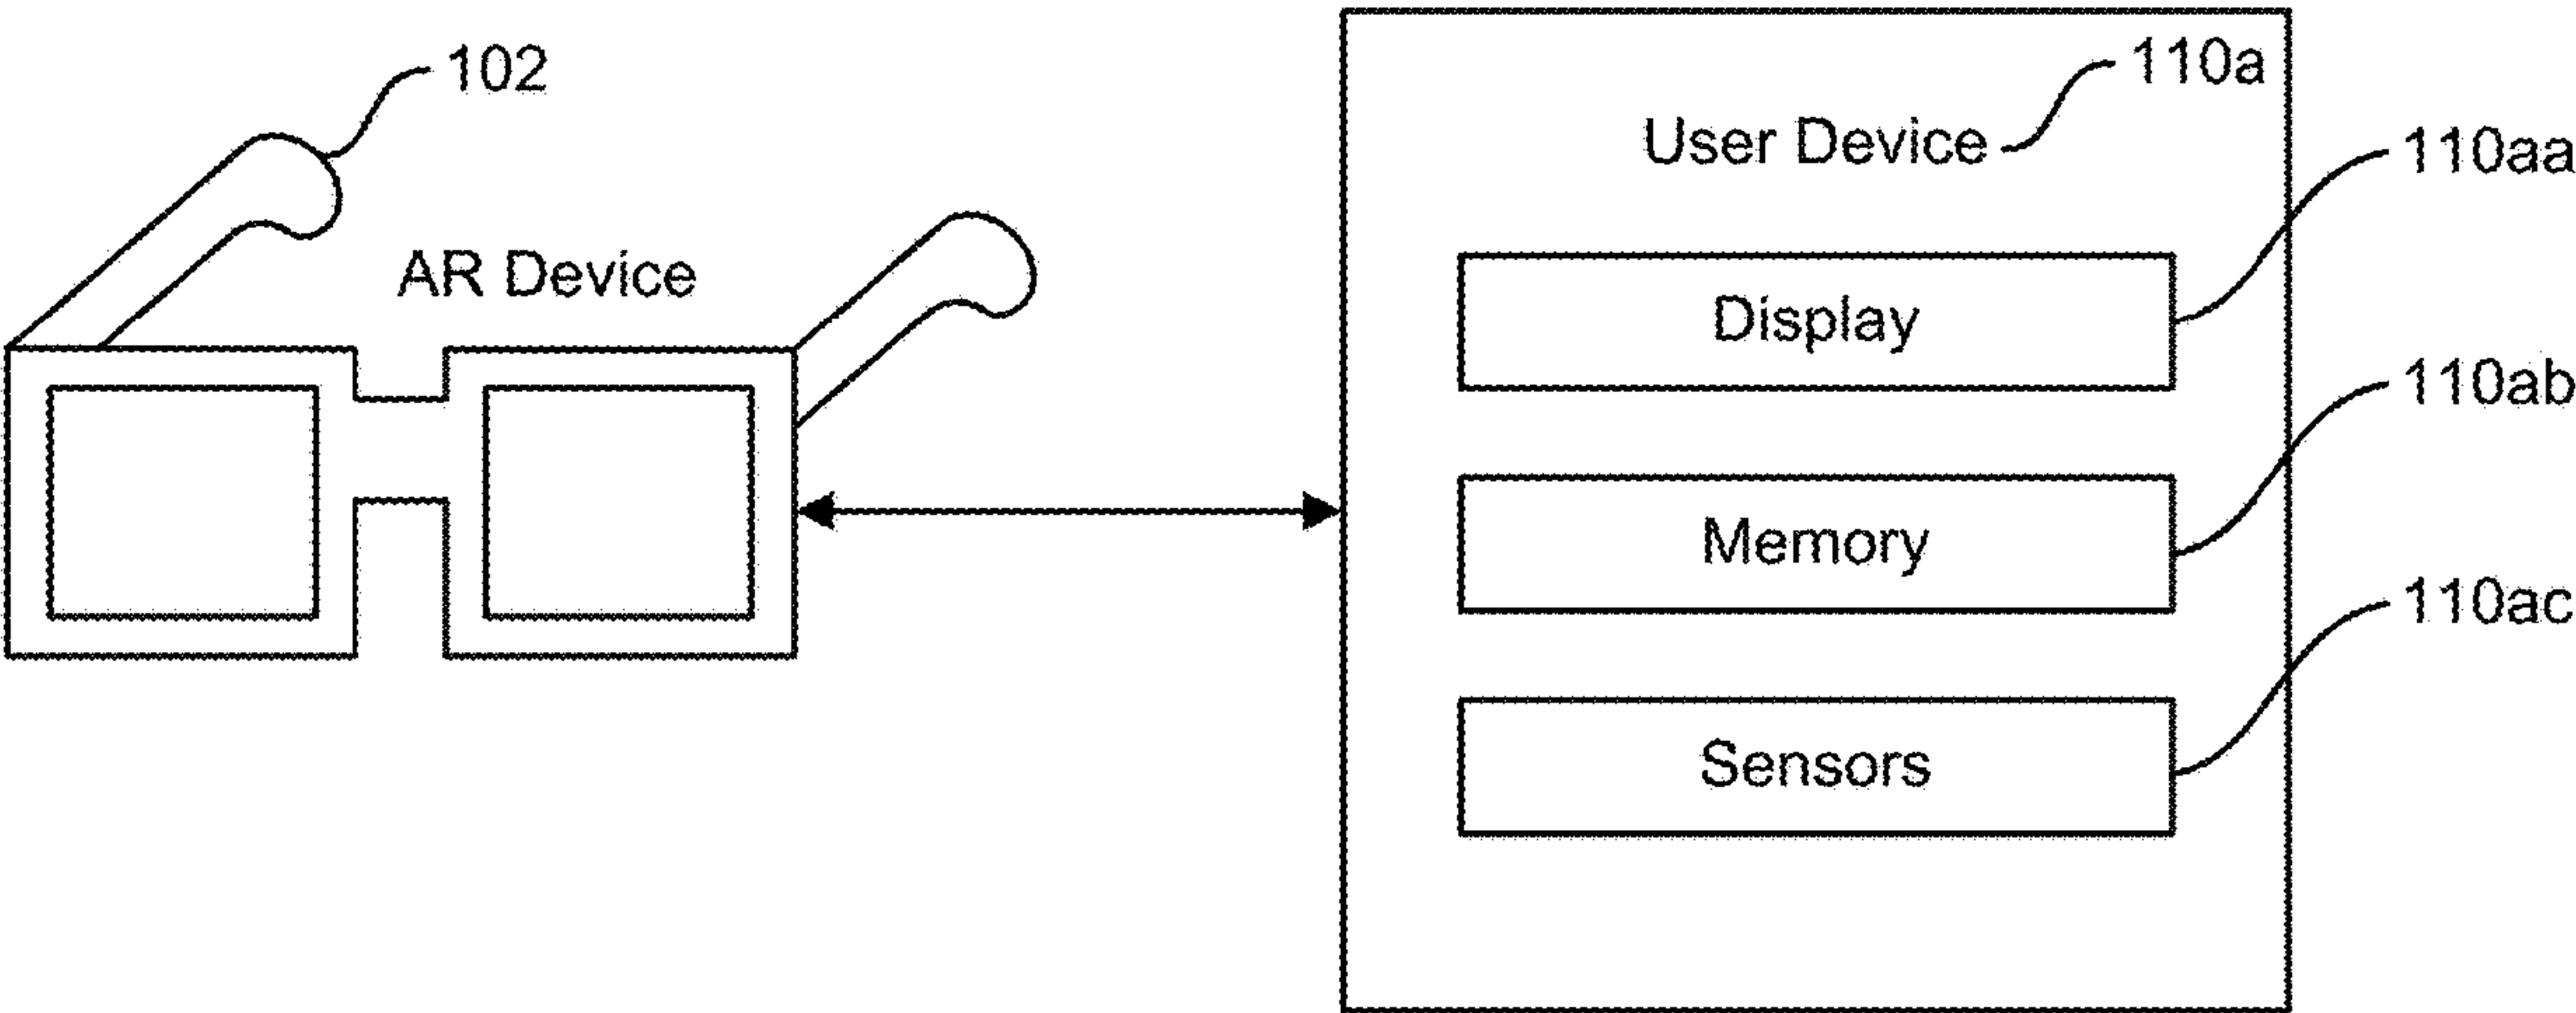 102
AR Device
110a
User Device
110aa
Display
110ab
Memory
110ac
Sensors